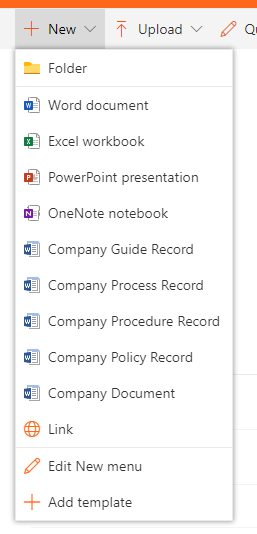 New Upload Qu
Folder
Word document
Excel workbook
PowerPoint presentation
OneNote notebook
Company Guide Record
Company Process Record
Company Procedure Record
Company Policy Record
Company Document
Link
Edit New menu
Add template